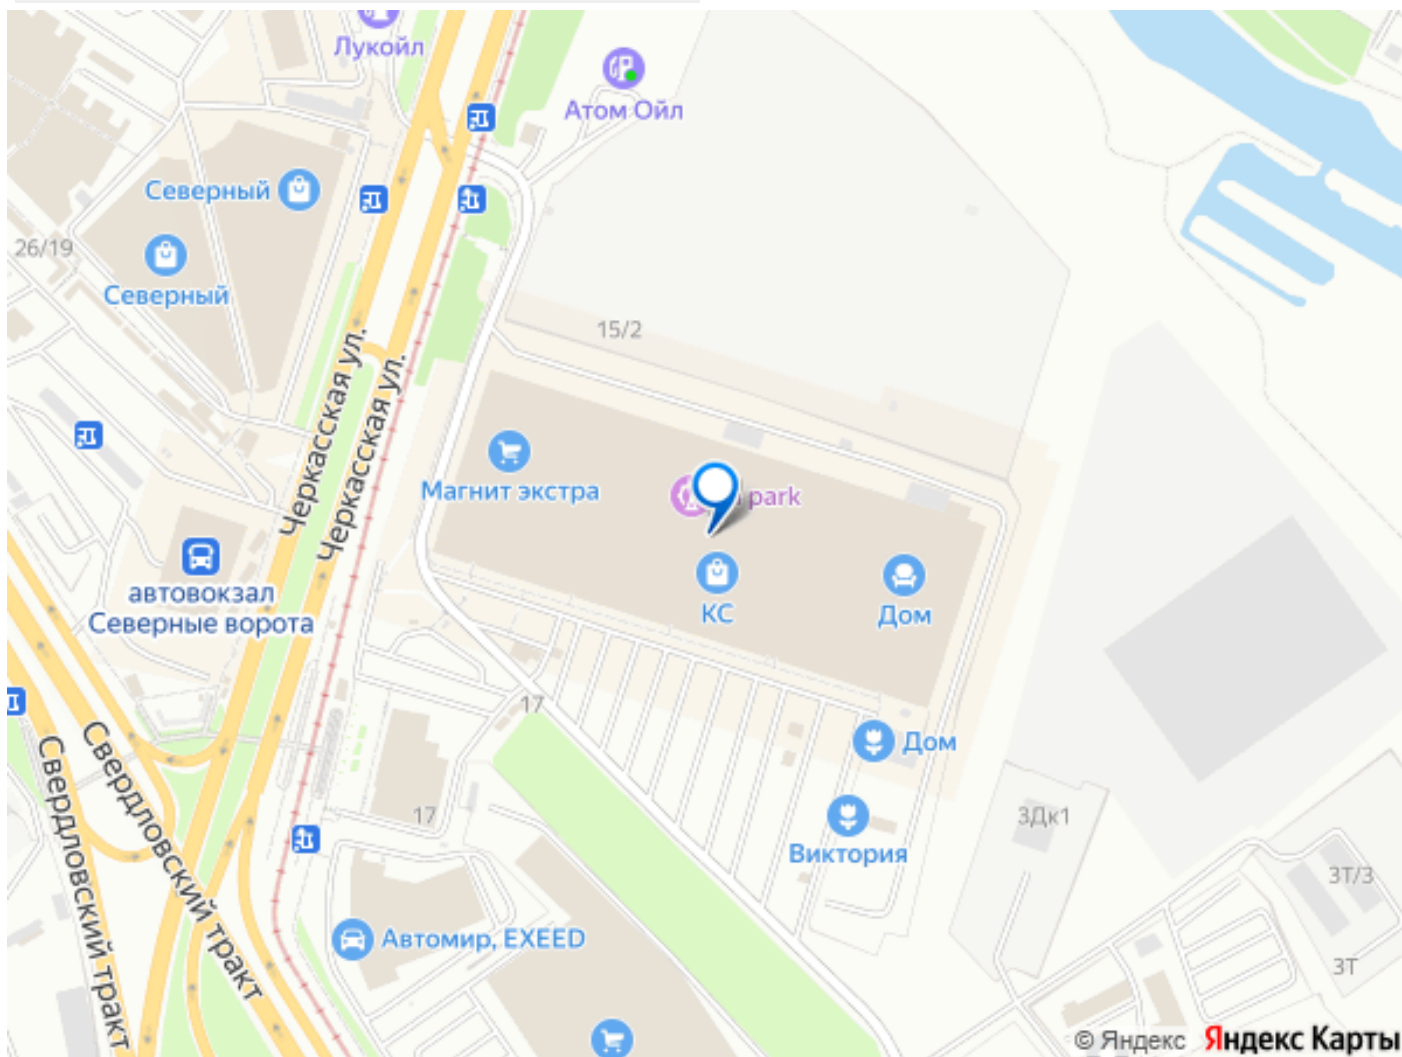 Лукойл
Атом Ойл
Северный
26/19
Северный
15/2
Черкасская ул.
Черкасская ул.
Магнит экстра
park
автовокзал
Северные ворота
КС
Дом
17
Дом
Свердловский тракт
Свердловский тракт
17
3Дк1
Виктория
3Т/3
Автомир, EXEED
3Т
© Яндекс Яндекс Карты